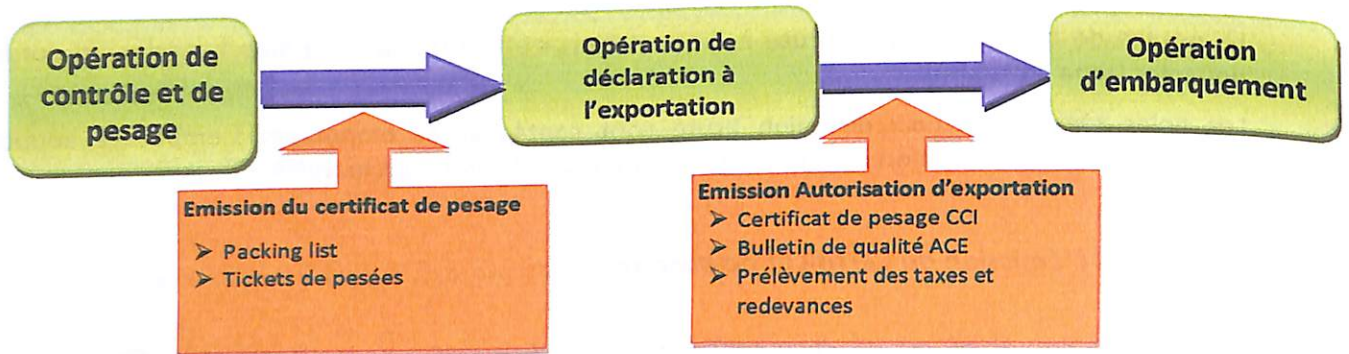 Opération de
contrôle et de
pesage
Opération de
déclaration à
l'exportation
Opération
d'embarquement
Emission du certificat de pesage
➤ Packing list
➤ Tickets de pesées
Emission Autorisation d'exportation
➤ Certificat de pesage CCI
➤ Bulletin de qualité ACE
➤ Prélèvement des taxes et
redevances